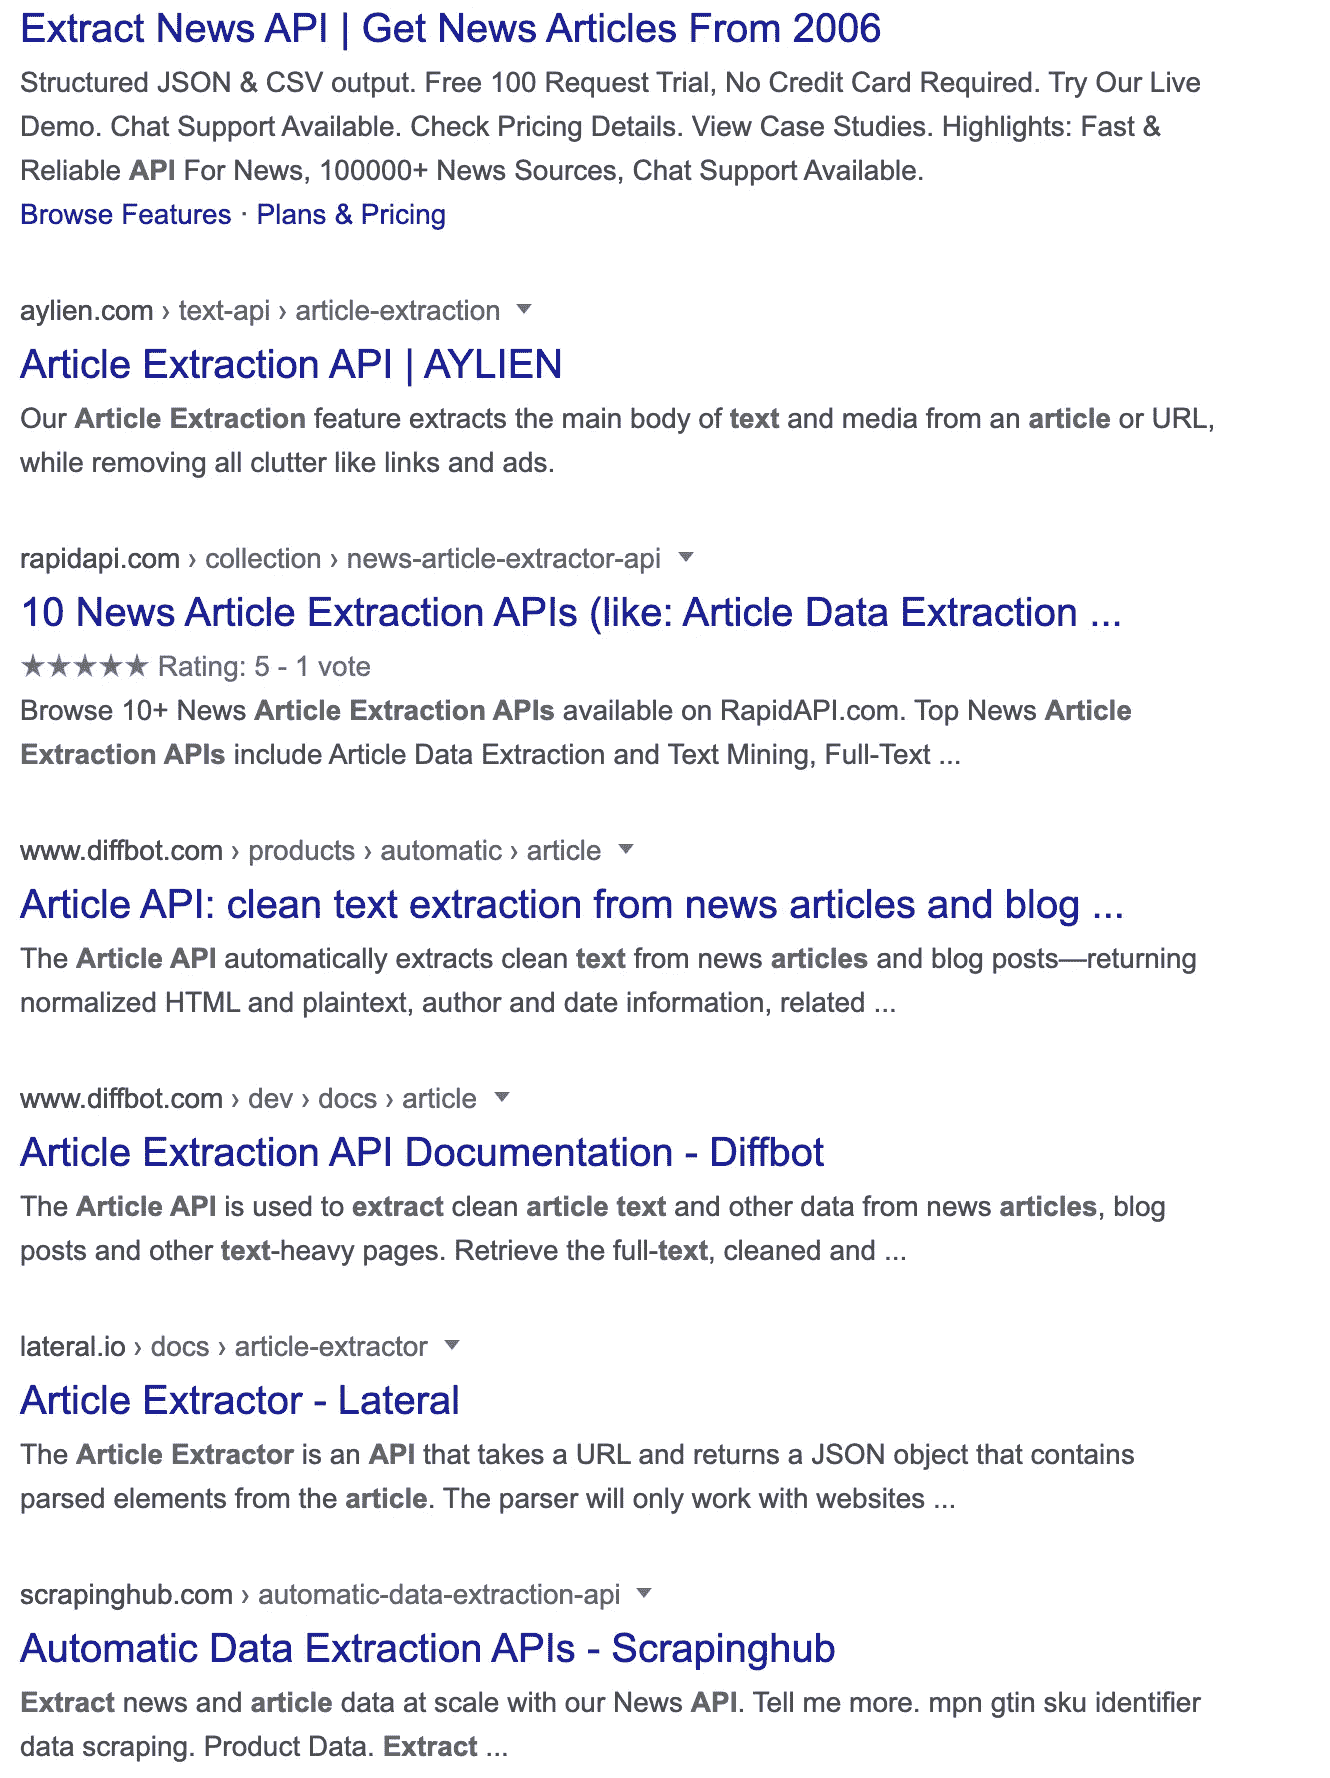 Extract News API | Get News Articles From 2006
Structured JSON & CSV output. Free 100 Request Trial, No Credit Card Required. Try Our Live
Demo. Chat Support Available. Check Pricing Details. View Case Studies. Highlights: Fast &
Reliable API For News, 100000+ News Sources, Chat Support Available.
Browse Features · Plans & Pricing
aylien.com › text-api › article-extraction
Article Extraction API | AYLIEN
Our Article Extraction feature extracts the main body of text and media from an article or URL,
while removing all clutter like links and ads.
rapidapi.com › collection › news-article-extractor-api
10 News Article Extraction APIs (like: Article Data Extraction ...
★★★★★ Rating: 5 - 1 vote
Browse 10+ News Article Extraction APIs available on RapidAPI.com. Top News Article
Extraction APIs include Article Data Extraction and Text Mining, Full-Text ...
www.diffbot.com › products › automatic › article
Article API: clean text extraction from news articles and blog ...
The Article API automatically extracts clean text from news articles and blog posts—returning
normalized HTML and plaintext, author and date information, related ...
www.diffbot.com › dev › docs › article
Article Extraction API Documentation - Diffbot
The Article API is used to extract clean article text and other data from news articles, blog
posts and other text-heavy pages. Retrieve the full-text, cleaned and ...
lateral.io › docs › article-extractor
Article Extractor - Lateral
The Article Extractor is an API that takes a URL and returns a JSON object that contains
parsed elements from the article. The parser will only work with websites ...
scrapinghub.com › automatic-data-extraction-api
Automatic Data Extraction APIs - Scrapinghub
Extract news and article data at scale with our News API. Tell me more. mpn gtin sku identifier
data scraping. Product Data. Extract ...